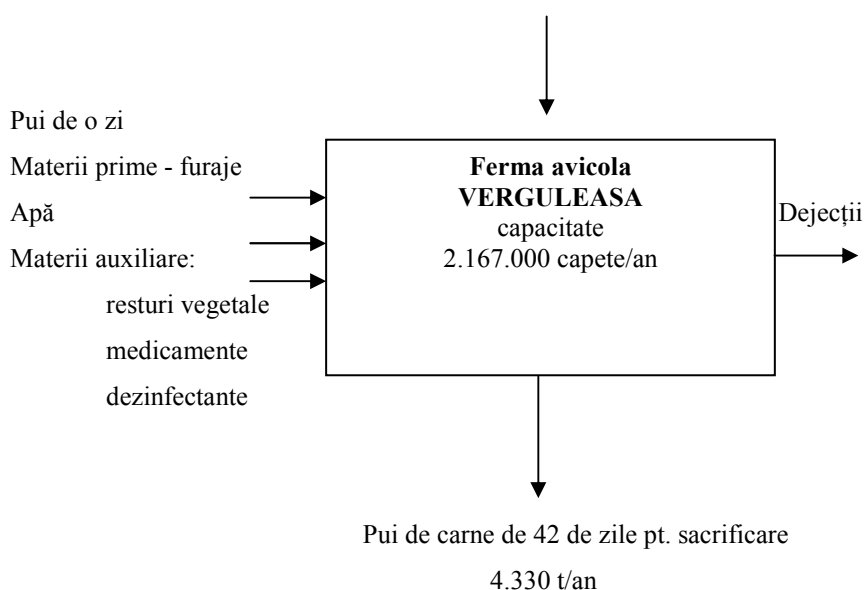 Pui de o zi
Materii prime - furaje
Apă
Materii auxiliare:
resturi vegetale
medicamente
dezinfectante
Ferma avicola
VERGULEASA
capacitate
2.167.000 capete/an
Dejecții
Pui de carne de 42 de zile pt. sacrificare
4.330 t/an